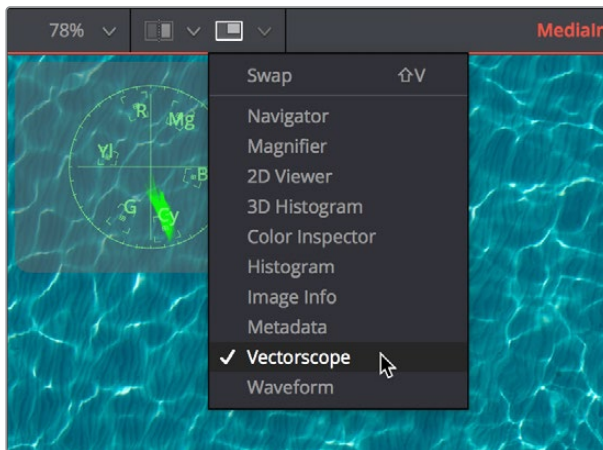 78%
MediaIn
Swap ⇧V
Navigator
Magnifier
2D Viewer
3D Histogram
Color Inspector
Histogram
Image Info
Metadata
✓ Vectorscope
Waveform
R
Mg
Yl
B
G
Cy